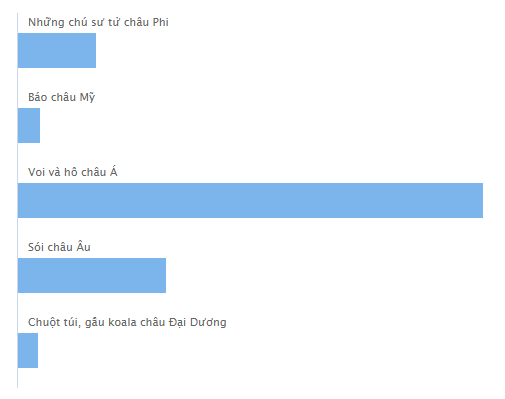 Những chú sư tử châu Phi
Báo châu Mỹ
Voi và hổ châu Á
Sói châu Âu
Chuột túi, gấu koala châu Đại Dương